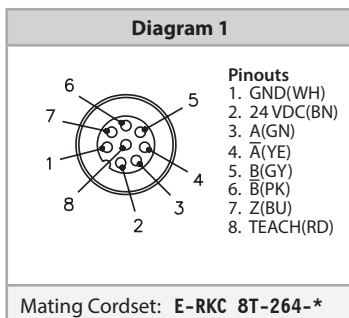 Diagram 1
Pinouts
1. GND(WH)
2. 24 VDC(BN)
3. A(GN)
4. A̅(YE)
5. B(GY)
6. B̅(PK)
7. Z(BU)
8. TEACH(RD)
6
7
5
1
4
8
3
2
Mating Cordset: E-RKC 8T-264-*